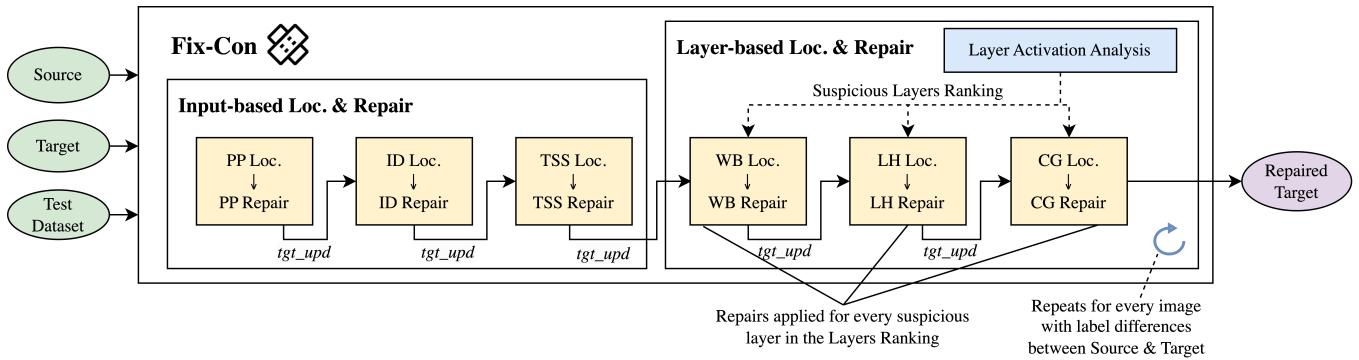 Fix-Con
Source
Target
Test
Dataset
Input-based Loc. & Repair
PP Loc.
↓
PP Repair
tgt_upd
ID Loc.
↓
ID Repair
tgt_upd
TSS Loc.
↓
TSS Repair
tgt_upd
Layer-based Loc. & Repair
Layer Activation Analysis
Suspicious Layers Ranking
WB Loc.
↓
WB Repair
tgt_upd
LH Loc.
↓
LH Repair
tgt_upd
CG Loc.
↓
CG Repair
Repaired
Target
Repairs applied for every suspicious
layer in the Layers Ranking
Repeats for every image
with label differences
between Source & Target